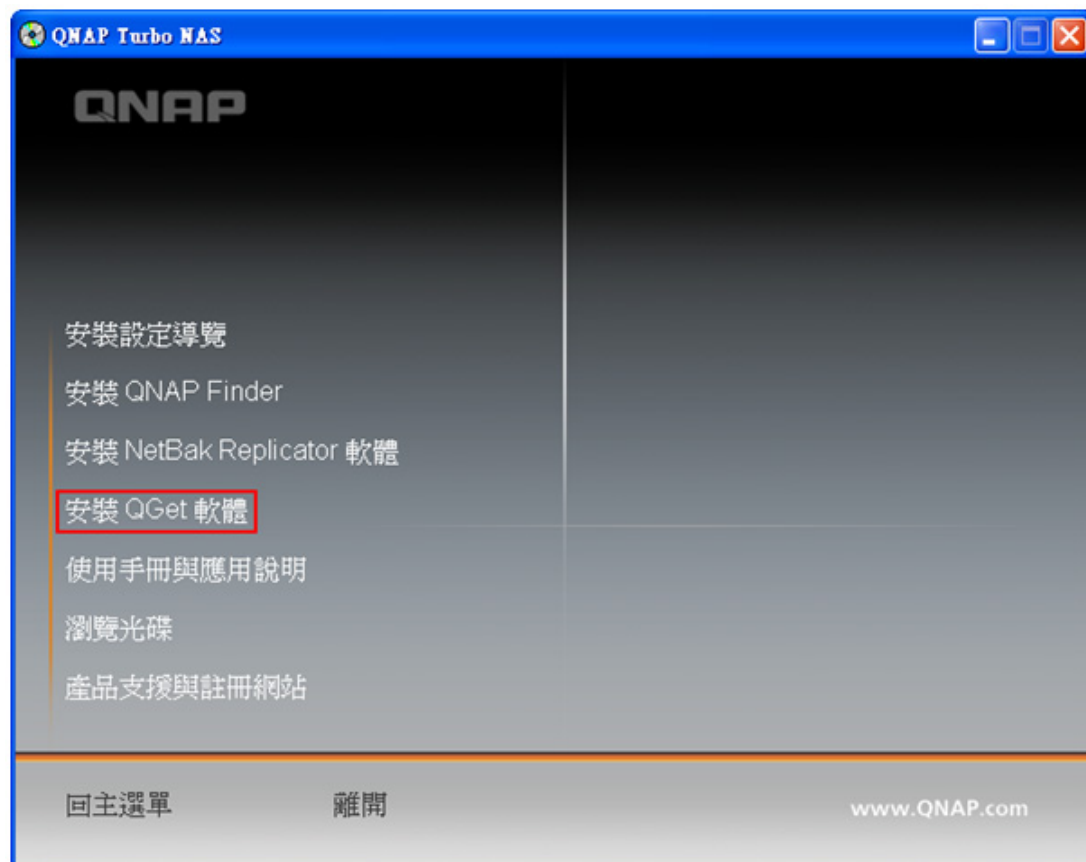 QNAP Turbo NAS
QNAP
安裝設定導覽
安裝 QNAP Finder
安裝 NetBak Replicator 軟體
安裝 QGet 軟體
使用手冊與應用說明
瀏覽光碟
產品支援與註冊網站
回主選單
離開
www.QNAP.com